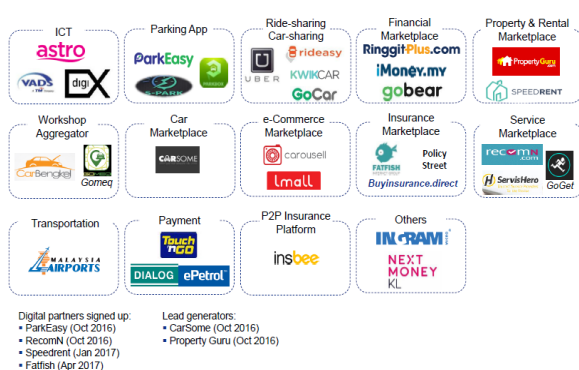 ICT
astro
VADS
digi
X
Parking App
ParkEasy
S-PARK
Ride-sharing
Car-sharing
UBER
rideasy
KWIKCAR
GoCar
Financial
Marketplace
RinggitPlus.com
iMoney.my
gobear
Property & Rental
Marketplace
PropertyGuru
SPEEDRENT
Workshop
Aggregator
CarBengkel
Gomeq
Car
Marketplace
CARSOME
e-Commerce
Marketplace
carousell
lmall
Insurance
Marketplace
FATFISH
Policy
Street
Buyinsurance.direct
Service
Marketplace
recomn
.com
ServisHero
GoGet
Transportation
MALAYSIA
AIRPORTS
Payment
Touch
nGO
DIALOG ePetrol™
P2P Insurance
Platform
insbee
Others
INGRAM
NEXT
MONEY
KL
Digital partners signed up:
▪ ParkEasy (Oct 2016)
▪ RecomN (Oct 2016)
▪ Speedrent (Jan 2017)
▪ Fatfish (Apr 2017)
Lead generators:
▪ CarSome (Oct 2016)
▪ Property Guru (Oct 2016)